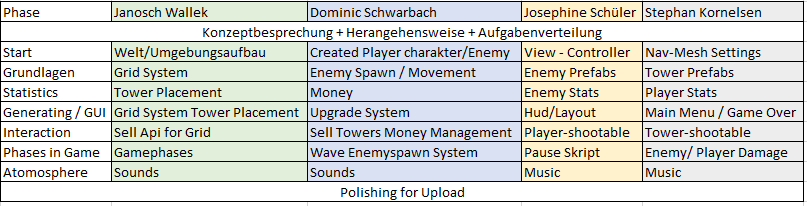 Phase Janosch Wallek Dominic Schwarbach Josephine Schüler Stephan Kornelsen
Konzeptbesprechung + Herangehensweise + Aufgabenverteilung
Start Welt/Umgebungsaufbau Created Player charakter/Enemy View - Controller Nav-Mesh Settings
Grundlagen Grid System Enemy Spawn / Movement Enemy Prefabs Tower Prefabs
Statistics Tower Placement Money Enemy Stats Player Stats
Generating / GUI Grid System Tower Placement Upgrade System Hud/Layout Main Menu / Game Over
Interaction Sell Api for Grid Sell Towers Money Management Player-shootable Tower-shootable
Phases in Game Gamephases Wave Enemyspawn System Pause Skript Enemy/ Player Damage
Atomosphere Sounds Sounds Music Music
Polishing for Upload